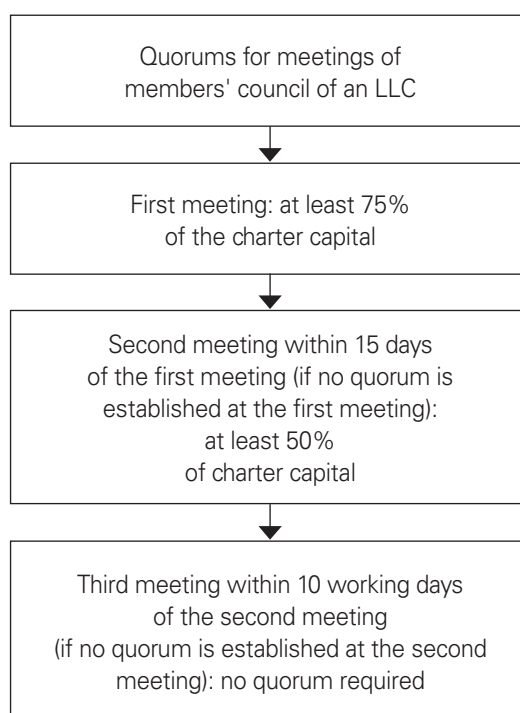 Quorums for meetings of
members' council of an LLC
First meeting: at least 75%
of the charter capital
Second meeting within 15 days
of the first meeting (if no quorum is
established at the first meeting):
at least 50%
of charter capital
Third meeting within 10 working days
of the second meeting
(if no quorum is established at the second
meeting): no quorum required